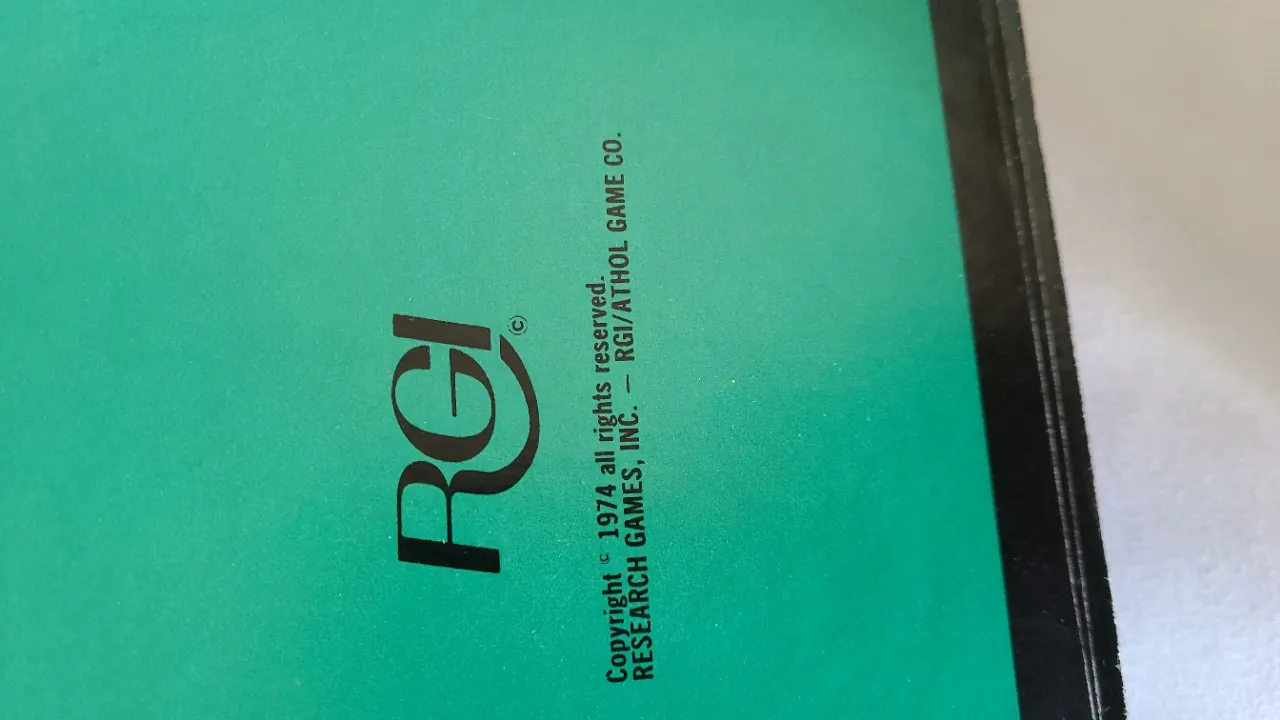 RGI ©
Copyright © 1974 all rights reserved.
RESEARCH GAMES, INC. — RGI/ATHOL GAME CO.